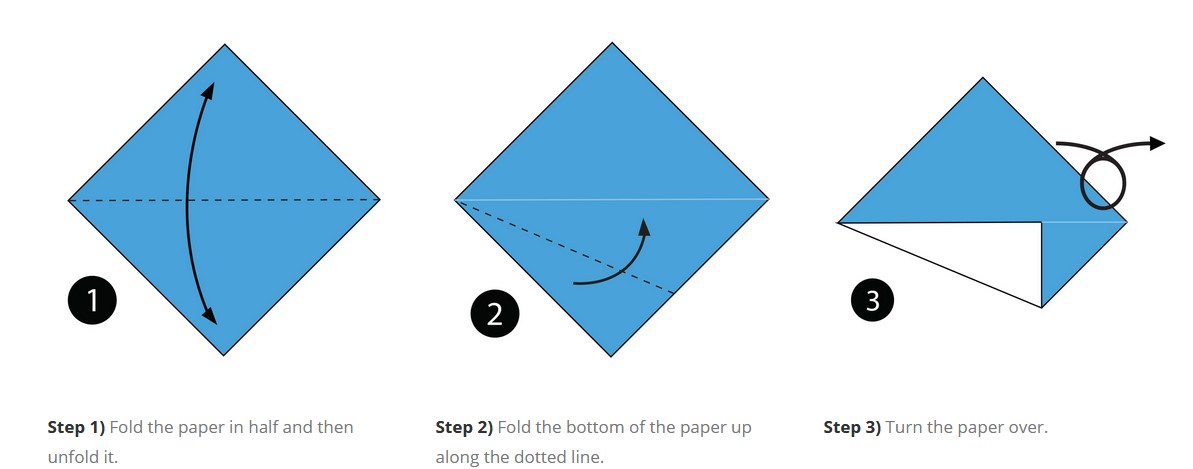 1
2
3
Step 1) Fold the paper in half and then
unfold it.
Step 2) Fold the bottom of the paper up
along the dotted line.
Step 3) Turn the paper over.